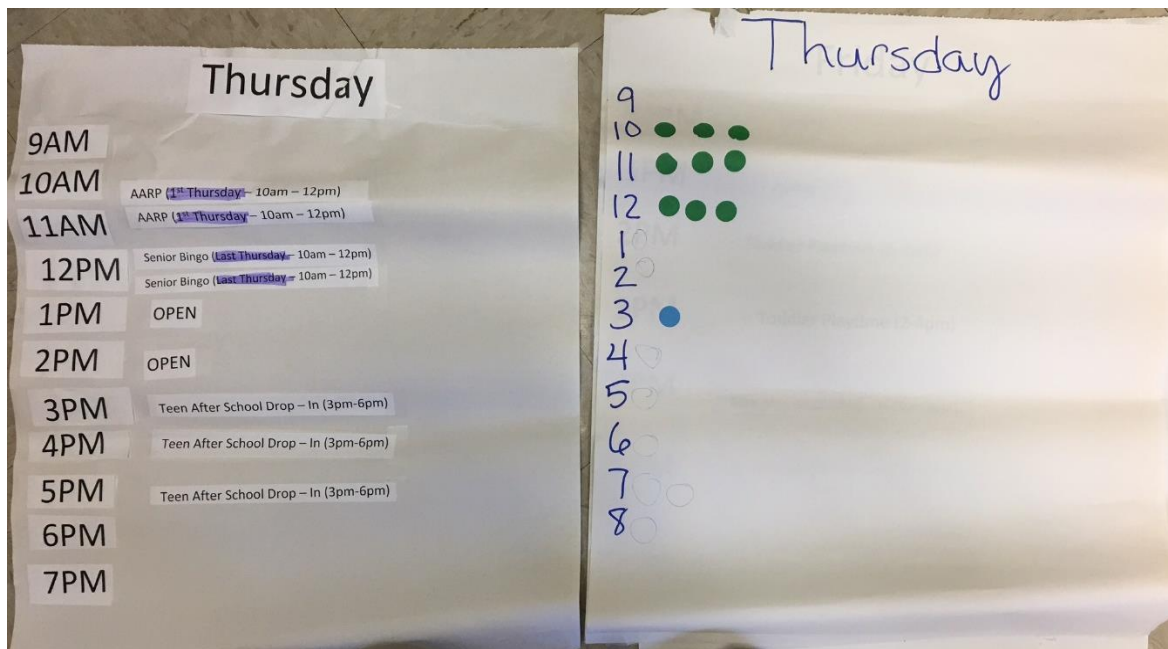 Thursday
9AM
10AM
AARP (1st Thursday – 10am – 12pm)
11AM
AARP (1st Thursday – 10am – 12pm)
12PM
Senior Bingo (Last Thursday – 10am – 12pm)
Senior Bingo (Last Thursday – 10am – 12pm)
1PM OPEN
2PM OPEN
3PM Teen After School Drop – In (3pm-6pm)
4PM Teen After School Drop – In (3pm-6pm)
5PM Teen After School Drop – In (3pm-6pm)
6PM
7PM
Thursday
9
10
11
12
1
2
3
4
5
6
7
8